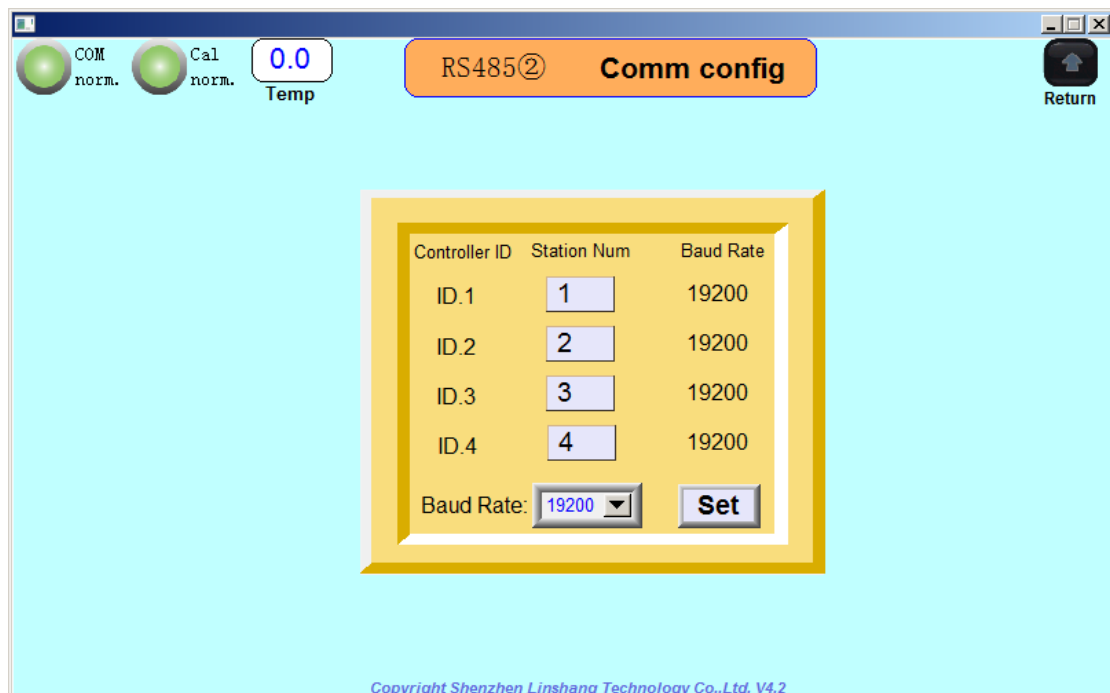 COM norm.
Cal norm.
0.0
Temp
RS485② Comm config
Return
Controller ID Station Num Baud Rate
ID.1 1 19200
ID.2 2 19200
ID.3 3 19200
ID.4 4 19200
Baud Rate: 19200 Set
Copyright Shenzhen Linshang Technology Co.,Ltd. V4.2